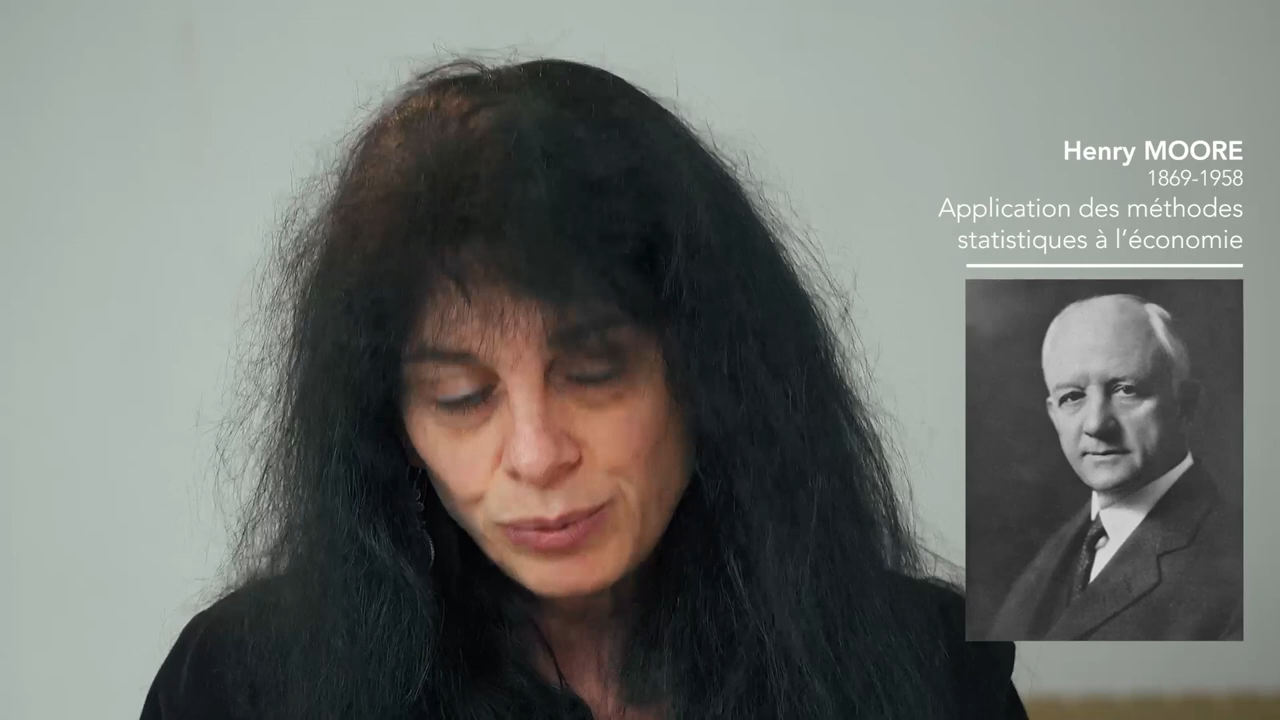 Henry MOORE
1869-1958
Application des méthodes
statistiques à l'économie